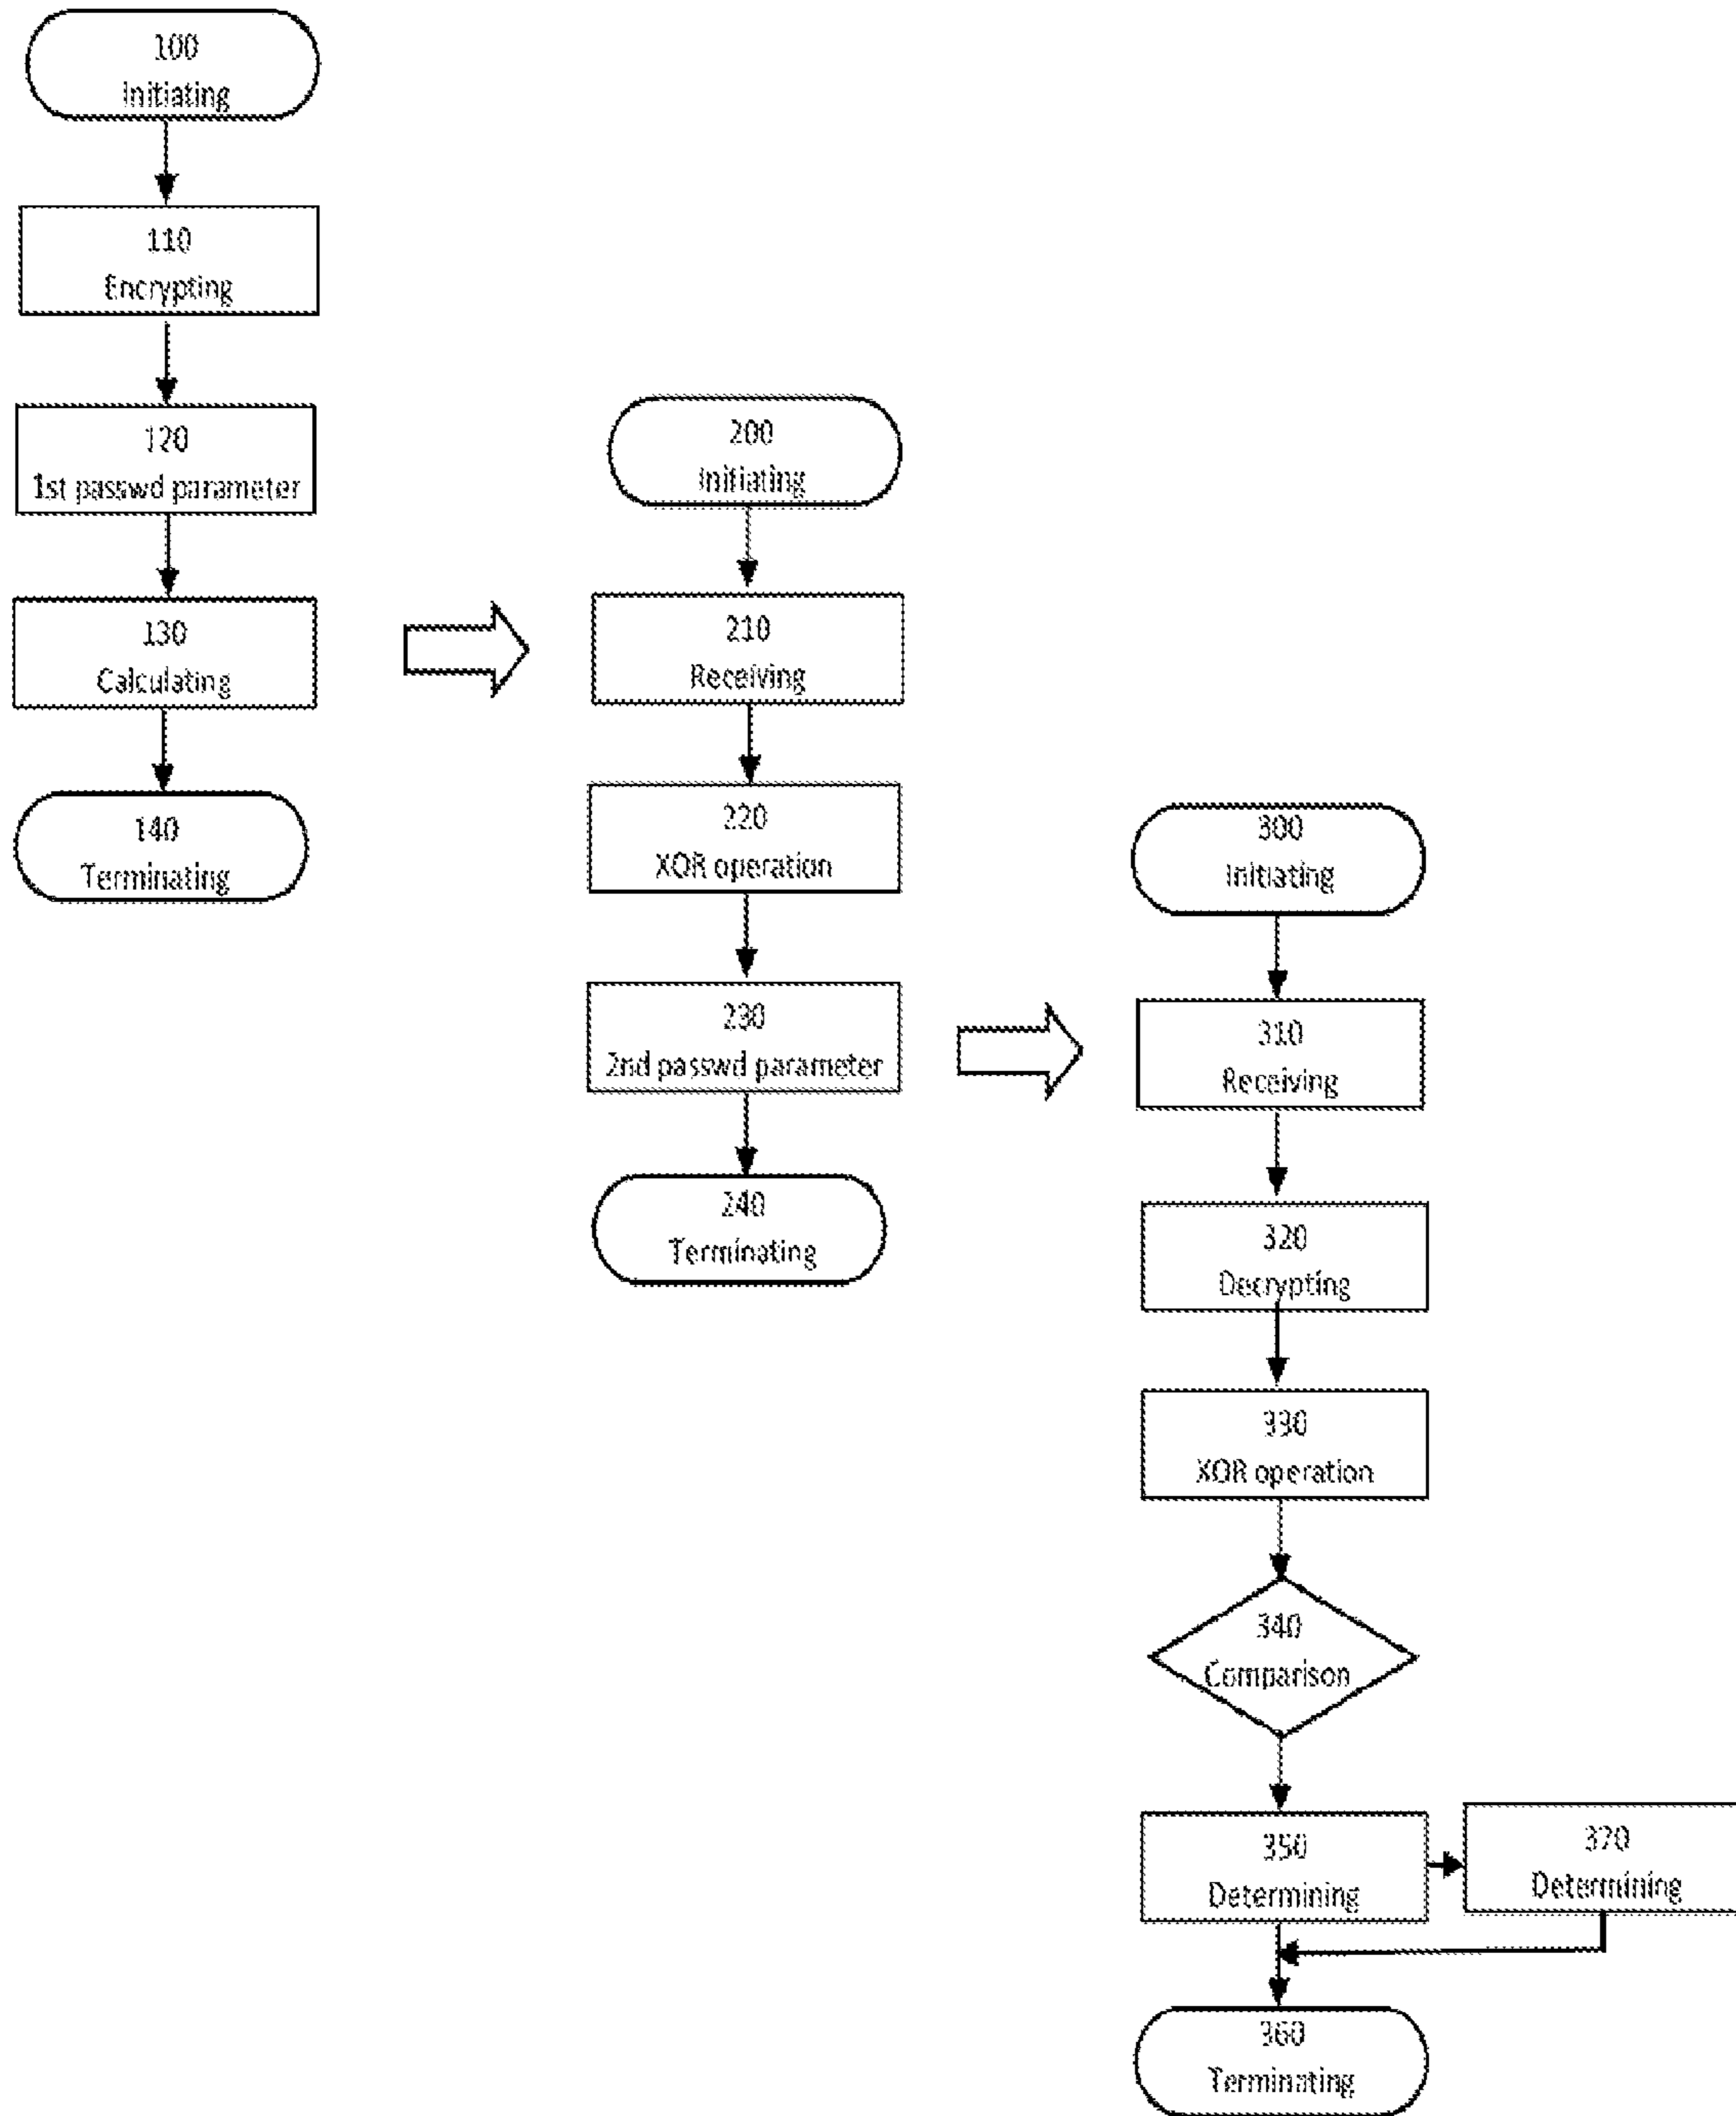 100
Initiating
110
Encrypting
120
1st passwd parameter
130
Calculating
140
Terminating
200
Initiating
210
Receiving
220
XOR operation
230
2nd passwd parameter
240
Terminating
300
Initiating
310
Receiving
320
Decrypting
330
XOR operation
340
Comparison
350
Determining
370
Determining
360
Terminating